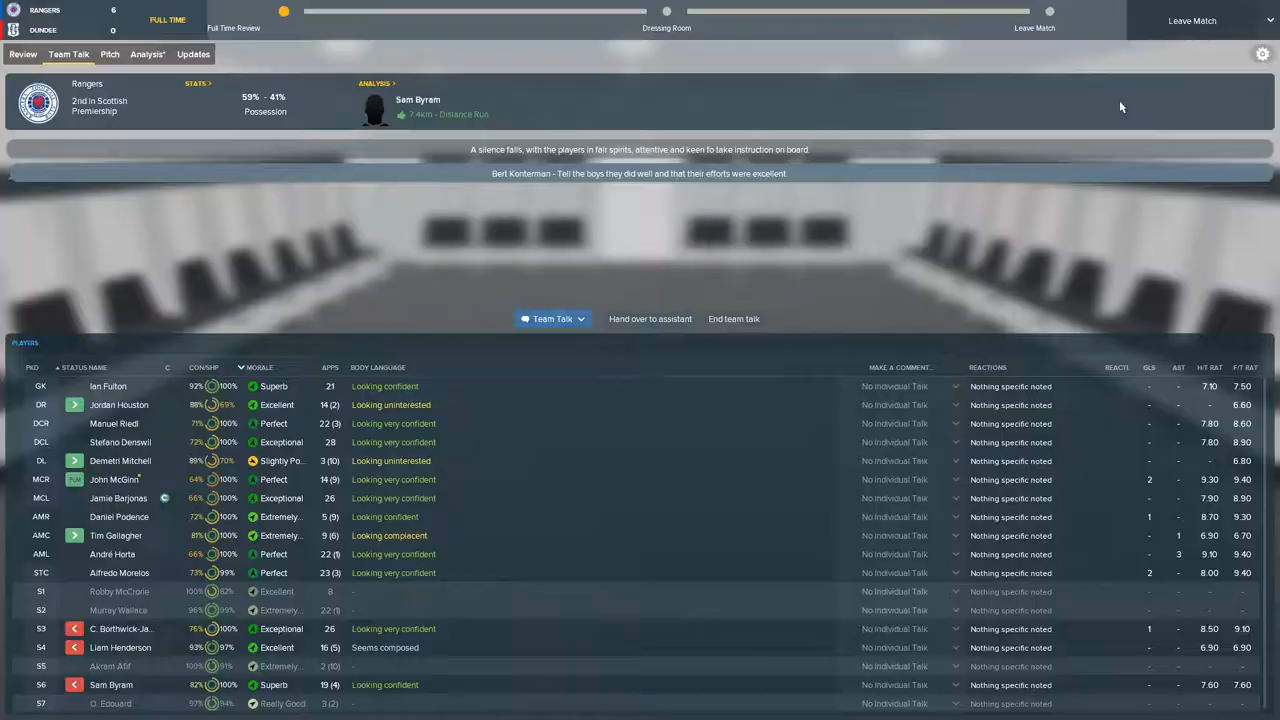 RANGERS 6 FULL TIME
DUNDEE 0
Full Time Review Dressing Room Leave Match Leave Match
Review Team Talk Pitch Analysis* Updates
Rangers STATS > ANALYSIS >
2nd in Scottish Premiership 59% - 41% Sam Byram
Possession 7.4km - Distance Run
A silence falls, with the players in fair spirits, attentive and keen to take instruction on board.
Bert Konterman - Tell the boys they did well and that their efforts were excellent.
Team Talk Hand over to assistant End team talk
PLAYERS
PKD STATUS NAME C CON/SHP MORALE APPS BODY LANGUAGE MAKE A COMMENT... REACTIONS REACTI.. GLS AST H/T RAT F/T RAT
GK Ian Fulton 92% 100% Superb 21 Looking confident No Individual Talk Nothing specific noted - - 7.10 7.50
DR Jordan Houston 88% 69% Excellent 14 (2) Looking uninterested No Individual Talk Nothing specific noted - - - 6.60
DCR Manuel Riedl 71% 100% Perfect 22 (3) Looking very confident No Individual Talk Nothing specific noted - - 7.80 8.60
DCL Stefano Denswil 72% 100% Exceptional 28 Looking very confident No Individual Talk Nothing specific noted - - 7.80 8.90
DL Demetri Mitchell 89% 70% Slightly Po... 3 (10) Looking uninterested No Individual Talk Nothing specific noted - - - 6.80
MCR PoM John McGinn* 64% 100% Perfect 14 (9) Looking very confident No Individual Talk Nothing specific noted 2 - 9.30 9.40
MCL Jamie Barjonas C 66% 100% Exceptional 26 Looking very confident No Individual Talk Nothing specific noted - - 7.90 8.90
AMR Daniel Podence 72% 100% Extremely... 5 (9) Looking confident No Individual Talk Nothing specific noted 1 - 8.70 9.30
AMC Tim Gallagher 81% 100% Extremely... 9 (6) Looking complacent No Individual Talk Nothing specific noted - 1 6.90 6.70
AML André Horta 66% 100% Perfect 22 (1) Looking very confident No Individual Talk Nothing specific noted - 3 9.10 9.40
STC Alfredo Morelos 73% 99% Perfect 23 (3) Looking very confident No Individual Talk Nothing specific noted 2 - 8.00 9.40
S1 Robby McCrorie 100% 82% Excellent 8 - No Individual Talk Nothing specific noted - - - -
S2 Murray Wallace 96% 99% Extremely... 22 (1) - No Individual Talk Nothing specific noted - - - -
S3 C. Borthwick-Ja... 76% 100% Exceptional 26 Looking very confident No Individual Talk Nothing specific noted 1 - 8.50 9.10
S4 Liam Henderson 93% 97% Excellent 16 (5) Seems composed No Individual Talk Nothing specific noted - - 6.90 6.90
S5 Akram Afif 100% 91% Extremely... 2 (10) - No Individual Talk Nothing specific noted - - - -
S6 Sam Byram 82% 100% Superb 19 (4) Looking confident No Individual Talk Nothing specific noted - - 7.60 7.60
S7 O. Edouard 97% 94% Really Good 3 (2) - No Individual Talk Nothing specific noted - - - -